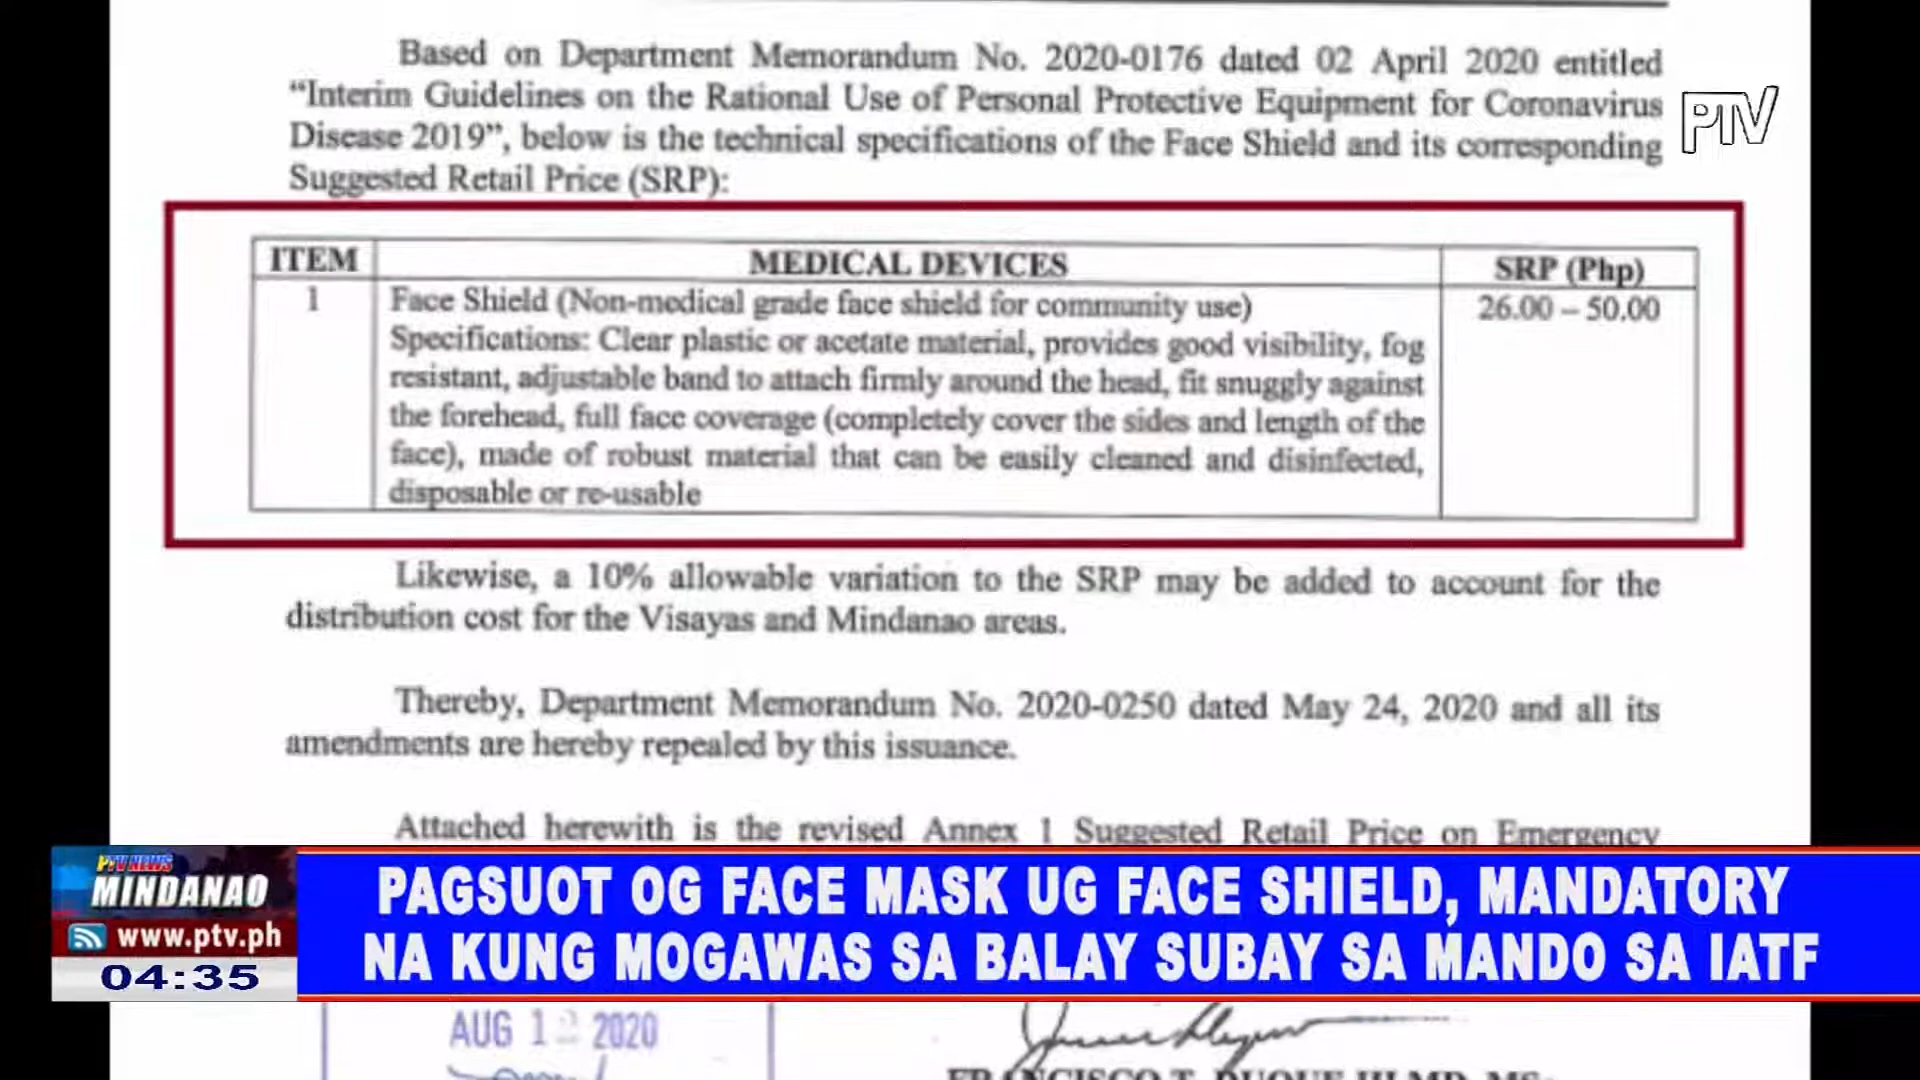 Based on Department Memorandum No. 2020-0176 dated 02 April 2020 entitled
“Interim Guidelines on the Rational Use of Personal Protective Equipment for Coronavirus
Disease 2019”, below is the technical specifications of the Face Shield and its corresponding
Suggested Retail Price (SRP):
PTV
ITEM MEDICAL DEVICES SRP (Php)
1 Face Shield (Non-medical grade face shield for community use) 26.00 – 50.00
Specifications: Clear plastic or acetate material, provides good visibility, fog
resistant, adjustable band to attach firmly around the head, fit snuggly against
the forehead, full face coverage (completely cover the sides and length of the
face), made of robust material that can be easily cleaned and disinfected,
disposable or re-usable
Likewise, a 10% allowable variation to the SRP may be added to account for the
distribution cost for the Visayas and Mindanao areas.
Thereby, Department Memorandum No. 2020-0250 dated May 24, 2020 and all its
amendments are hereby repealed by this issuance.
Attached herewith is the revised Annex 1 Suggested Retail Price on Emergency
PTV NEWS
MINDANAO
www.ptv.ph
04:35
PAGSUOT OG FACE MASK UG FACE SHIELD, MANDATORY
NA KUNG MOGAWAS SA BALAY SUBAY SA MANDO SA IATF
AUG 12 2020
FRANCISCO T. DUQUE III MD, MSc